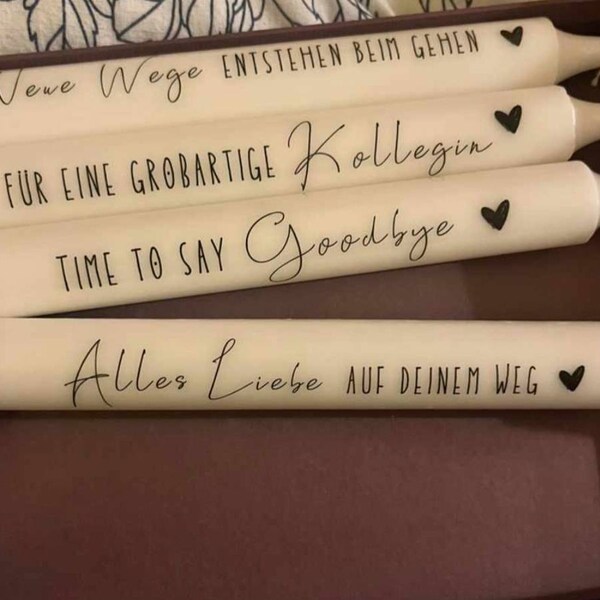 Neue Wege ENTSTEHEN BEIM GEHEN
FÜR EINE GROßARTIGE Kollegin
TIME TO SAY Goodbye
Alles Liebe AUF DEINEM WEG